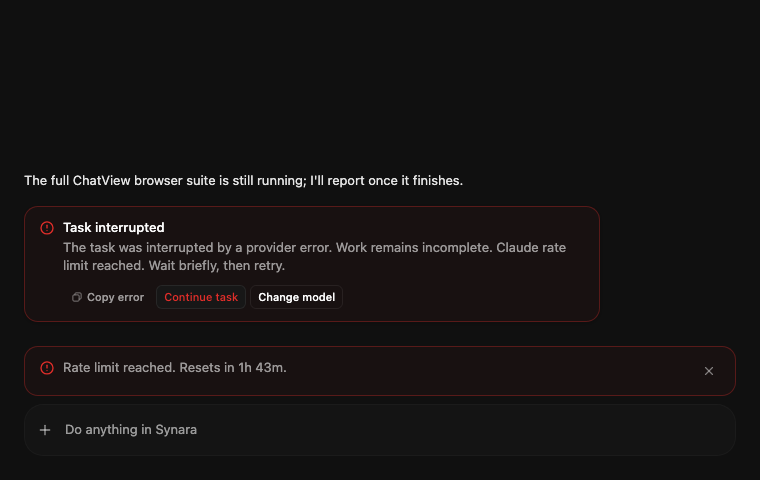 The full ChatView browser suite is still running; I'll report once it finishes.
Task interrupted
The task was interrupted by a provider error. Work remains incomplete. Claude rate
limit reached. Wait briefly, then retry.
Copy error Continue task Change model
Rate limit reached. Resets in 1h 43m.
Do anything in Synara